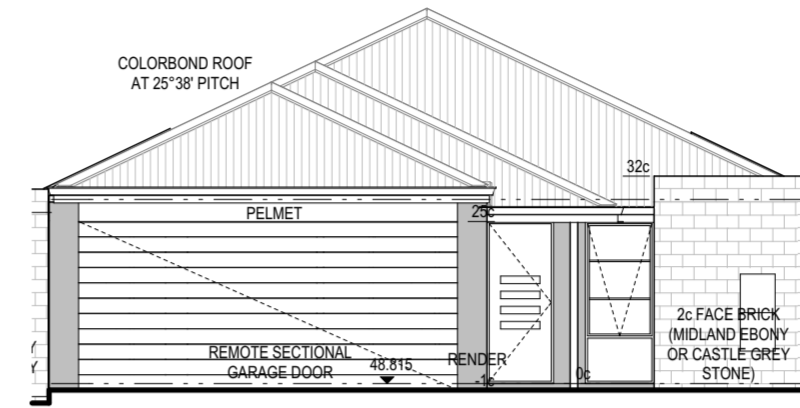 COLORBOND ROOF
AT 25°38' PITCH
32c
PELMET
25c
2c FACE BRICK
(MIDLAND EBONY
OR CASTLE GREY
STONE)
Y
Y
REMOTE SECTIONAL
GARAGE DOOR
48.815
RENDER
-1c
0c